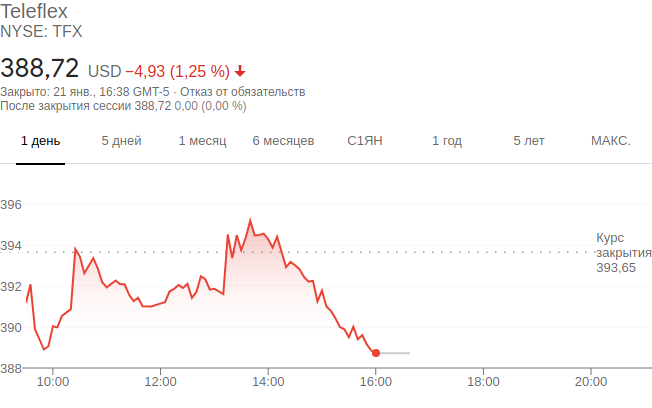 Teleflex
NYSE: TFX
388,72 USD −4,93 (1,25 %)
Закрыто: 21 янв., 16:38 GMT-5 · Отказ от обязательств
После закрытия сессии 388,72 0,00 (0,00 %)
1 день 5 дней 1 месяц 6 месяцев С1ЯН 1 год 5 лет МАКС.
396
394
392
390
388
Курс
закрытия
393,65
10:00 12:00 14:00 16:00 18:00 20:00